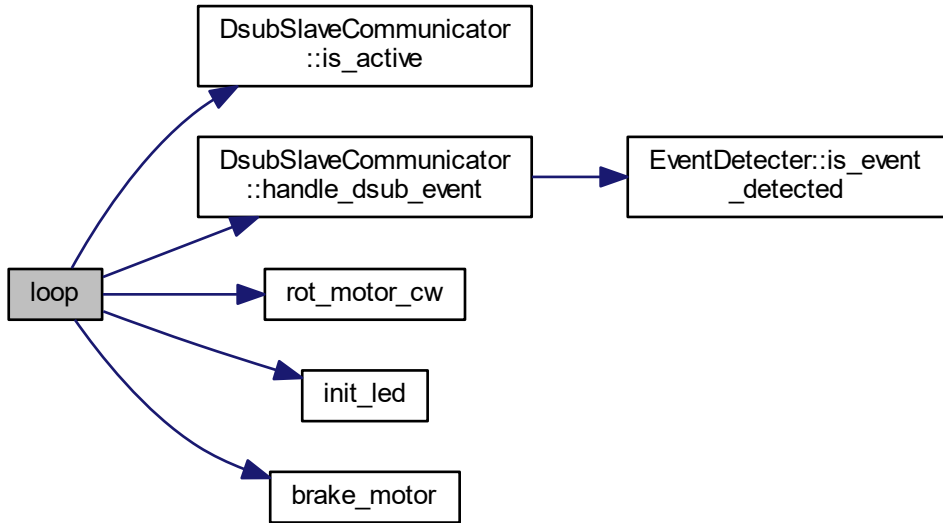 DsubSlaveCommunicator
::is_active
DsubSlaveCommunicator
::handle_dsub_event
EventDetecter::is_event
_detected
loop
rot_motor_cw
init_led
brake_motor